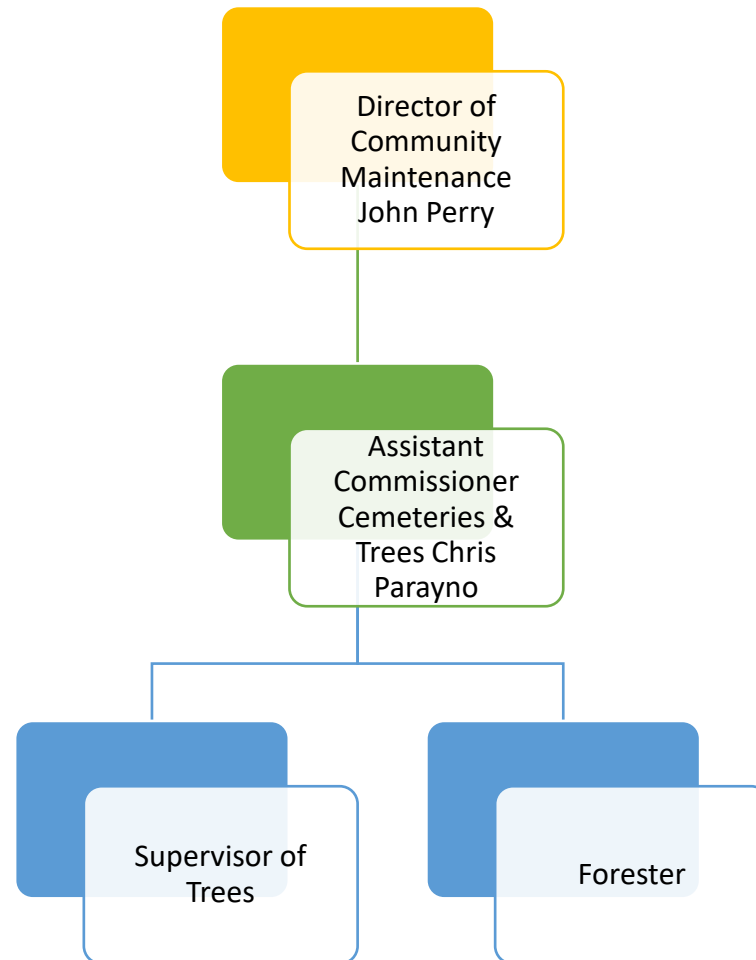 Director of
Community
Maintenance
John Perry
Assistant
Commissioner
Cemeteries &
Trees Chris
Parayno
Supervisor of
Trees
Forester